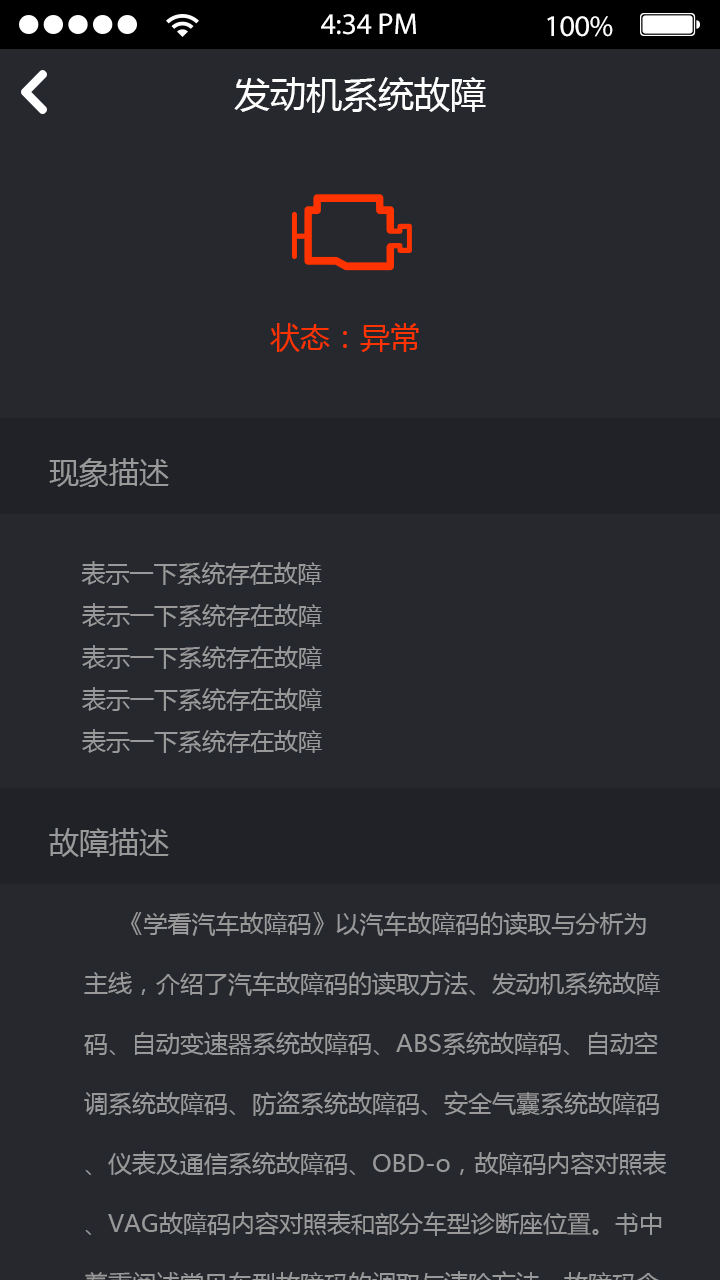 4:34 PM
100%
发动机系统故障
状态：异常
现象描述
表示一下系统存在故障
表示一下系统存在故障
表示一下系统存在故障
表示一下系统存在故障
表示一下系统存在故障
故障描述
《学看汽车故障码》以汽车故障码的读取与分析为
主线，介绍了汽车故障码的读取方法、发动机系统故障
码、自动变速器系统故障码、ABS系统故障码、自动空
调系统故障码、防盗系统故障码、安全气囊系统故障码
、仪表及通信系统故障码、OBD-o，故障码内容对照表
、VAG故障码内容对照表和部分车型诊断座位置。书中